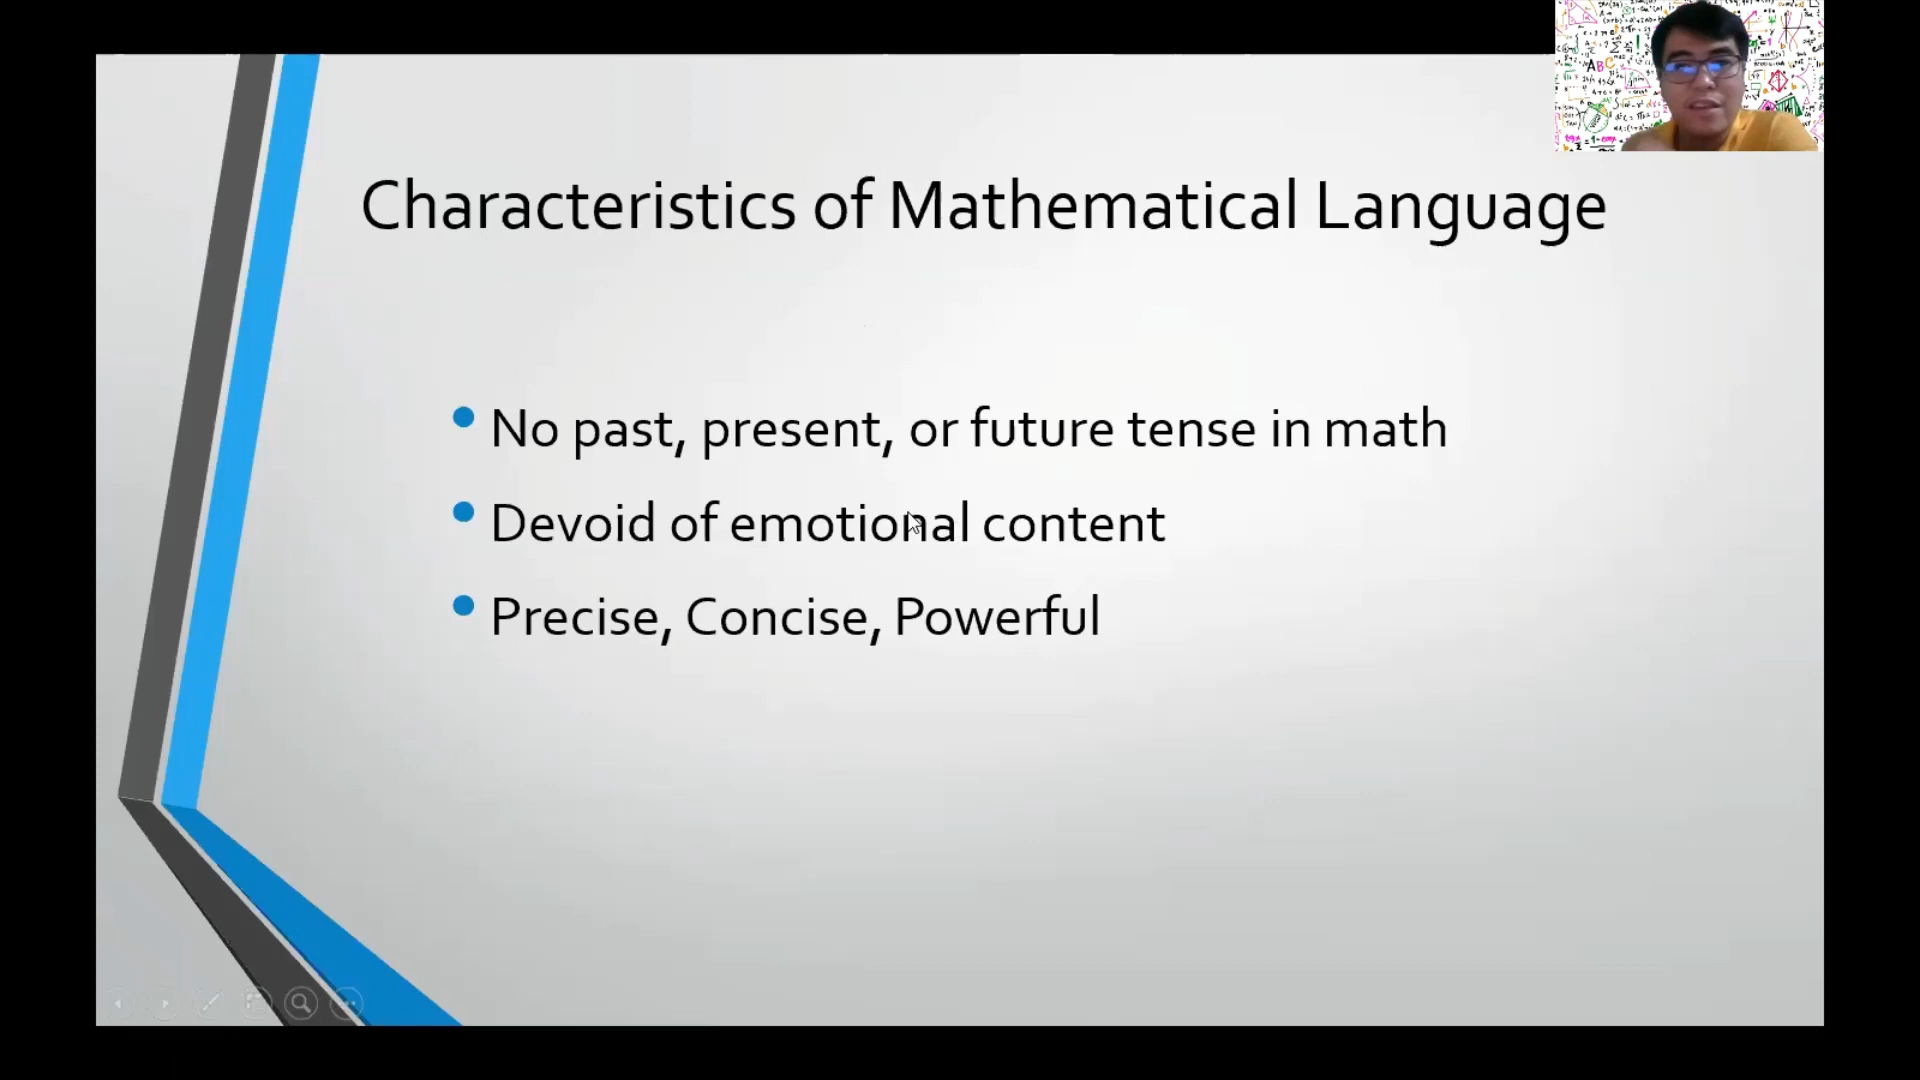 Characteristics of Mathematical Language
No past, present, or future tense in math
Devoid of emotional content
Precise, Concise, Powerful
ABC